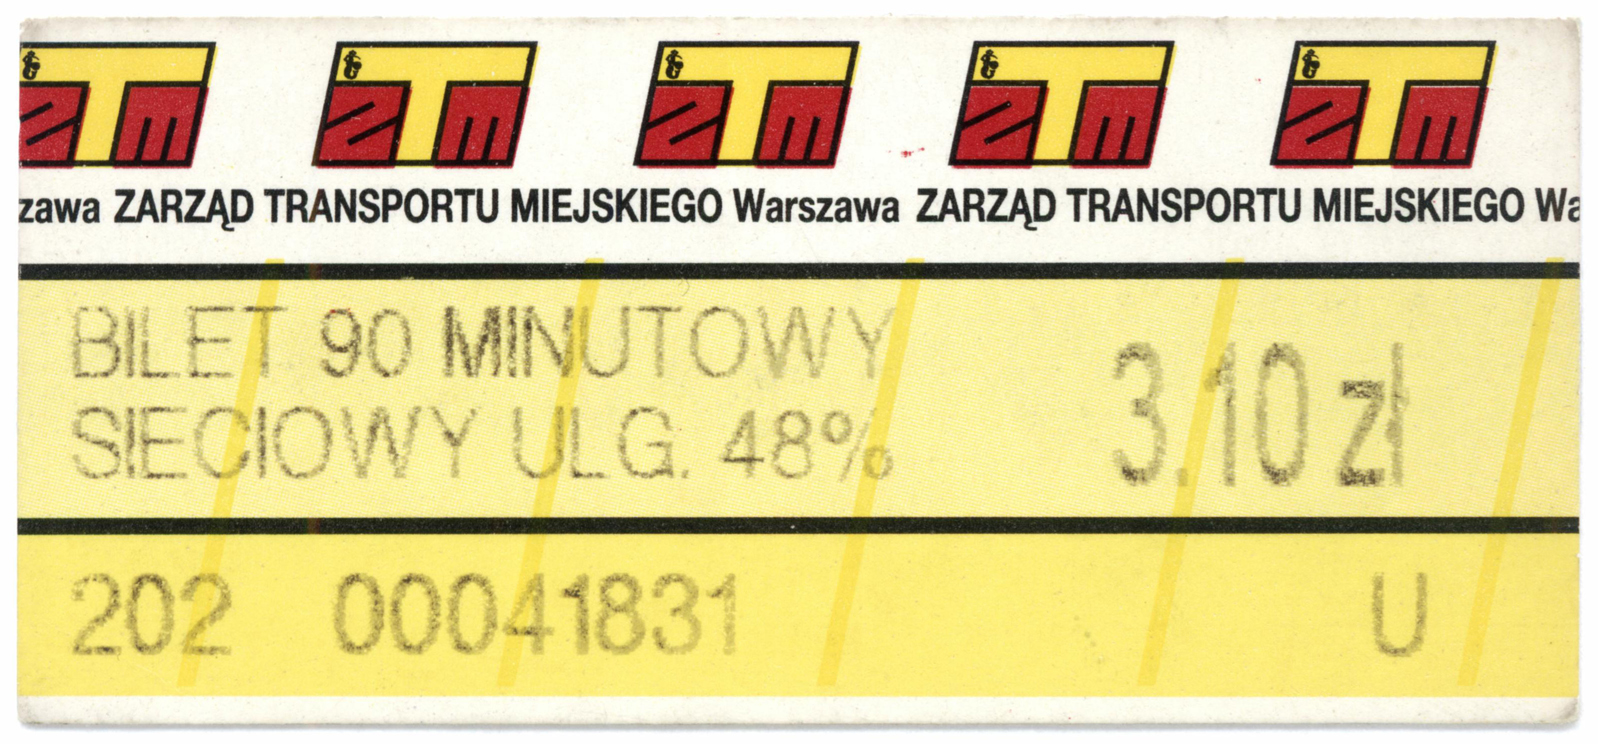 ZTM ZTM ZTM ZTM ZTM
zawa ZARZĄD TRANSPORTU MIEJSKIEGO Warszawa ZARZĄD TRANSPORTU MIEJSKIEGO Wa
BILET 90 MINUTOWY
SIECIOWY ULG. 48%
3.10 zł
202 00041831 U